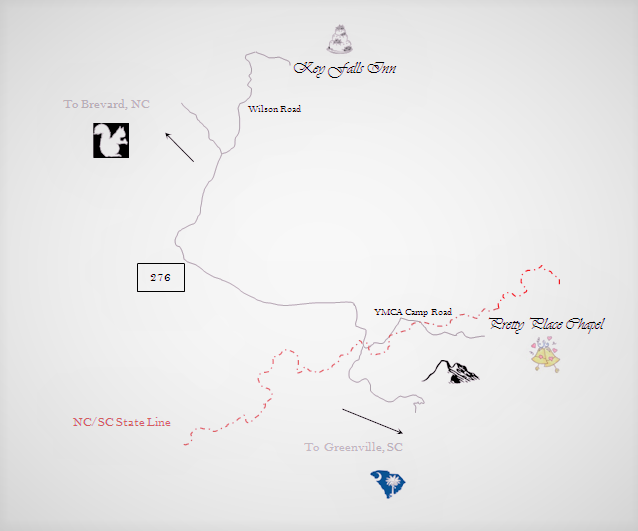 Key Falls Inn
To Brevard, NC
Wilson Road
276
YMCA Camp Road
Pretty Place Chapel
NC/SC State Line
To Greenville, SC